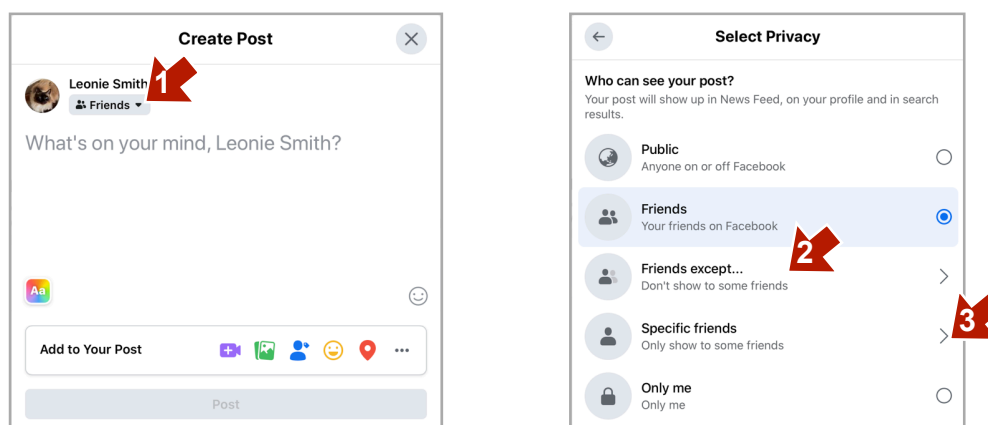 Create Post
Leonie Smith
1
Friends
What's on your mind, Leonie Smith?
Aa
Add to Your Post
Post
Select Privacy
Who can see your post?
Your post will show up in News Feed, on your profile and in search
results.
Public
Anyone on or off Facebook
Friends
Your friends on Facebook
2
Friends except...
Don't show to some friends
Specific friends
Only show to some friends
3
Only me
Only me